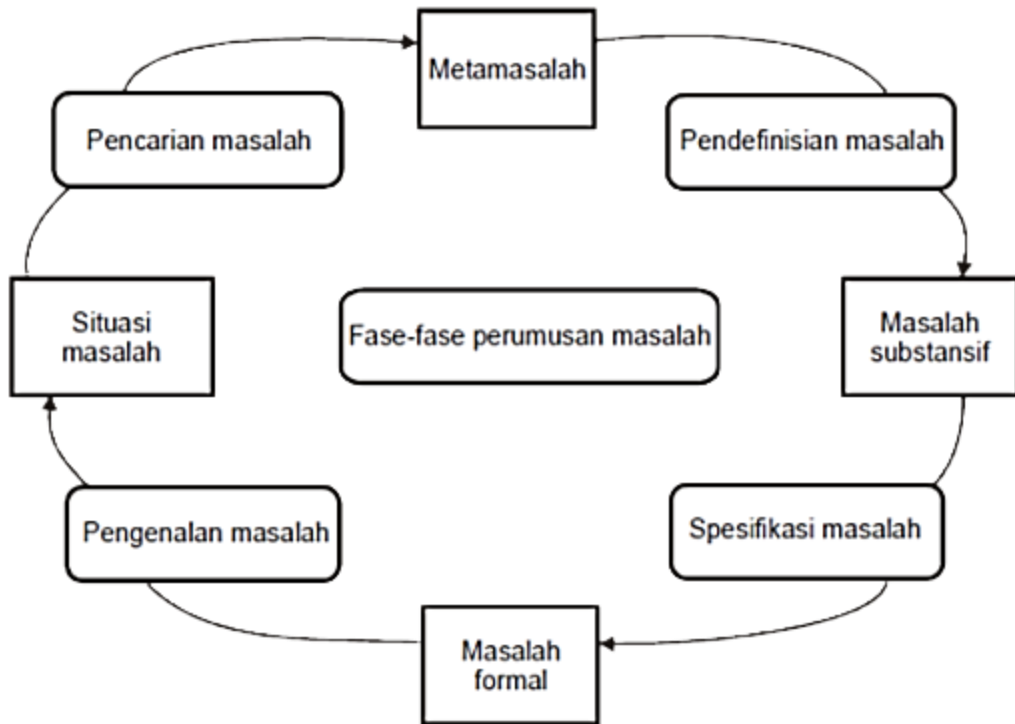 Metamasalah
Pencarian masalah
Pendefinisian masalah
Situasi
masalah
Fase-fase perumusan masalah
Masalah
substansif
Pengenalan masalah
Spesifikasi masalah
Masalah
formal